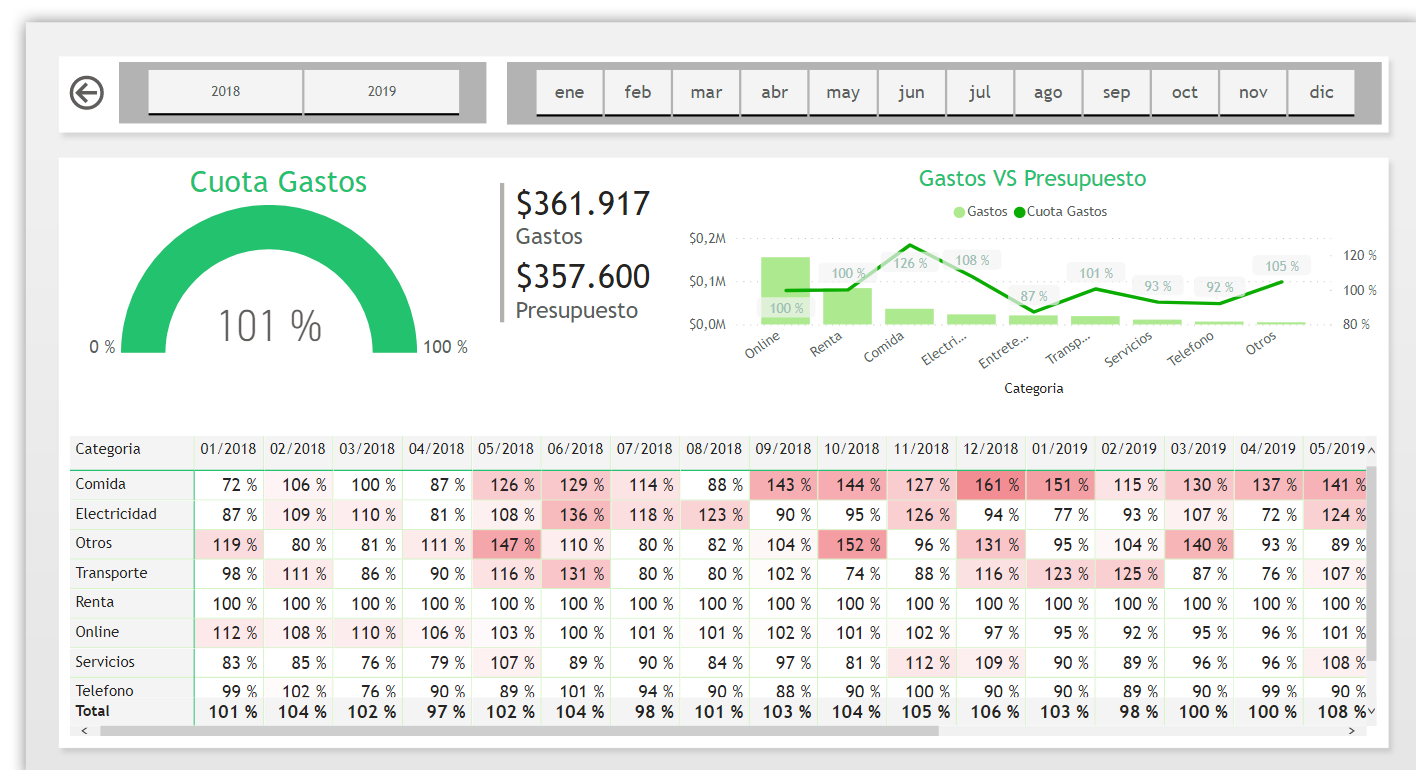 2018 2019 ene feb mar abr may jun jul ago sep oct nov dic
Cuota Gastos
101 %
0 %
100 %
$361.917
Gastos
$357.600
Presupuesto
Gastos VS Presupuesto
Gastos Cuota Gastos
$0,2M
$0,1M
$0,0M
120 %
100 %
80 %
100 %
100 %
126 %
108 %
87 %
101 %
93 %
92 %
105 %
Online Renta Comida Electri... Entrete... Transp... Servicios Telefono Otros
Categoria
Categoria 01/2018 02/2018 03/2018 04/2018 05/2018 06/2018 07/2018 08/2018 09/2018 10/2018 11/2018 12/2018 01/2019 02/2019 03/2019 04/2019 05/2019
Comida 72 % 106 % 100 % 87 % 126 % 129 % 114 % 88 % 143 % 144 % 127 % 161 % 151 % 115 % 130 % 137 % 141 %
Electricidad 87 % 109 % 110 % 81 % 108 % 136 % 118 % 123 % 90 % 95 % 126 % 94 % 77 % 93 % 107 % 72 % 124 %
Otros 119 % 80 % 81 % 111 % 147 % 110 % 80 % 82 % 104 % 152 % 96 % 131 % 95 % 104 % 140 % 93 % 89 %
Transporte 98 % 111 % 86 % 90 % 116 % 131 % 80 % 80 % 102 % 74 % 88 % 116 % 123 % 125 % 87 % 76 % 107 %
Renta 100 % 100 % 100 % 100 % 100 % 100 % 100 % 100 % 100 % 100 % 100 % 100 % 100 % 100 % 100 % 100 % 100 %
Online 112 % 108 % 110 % 106 % 103 % 100 % 101 % 101 % 102 % 101 % 102 % 97 % 95 % 92 % 95 % 96 % 101 %
Servicios 83 % 85 % 76 % 79 % 107 % 89 % 90 % 84 % 97 % 81 % 112 % 109 % 90 % 89 % 96 % 96 % 108 %
Telefono 99 % 102 % 76 % 90 % 89 % 101 % 94 % 90 % 88 % 90 % 100 % 90 % 90 % 89 % 90 % 99 % 90 %
Total 101 % 104 % 102 % 97 % 102 % 104 % 98 % 101 % 103 % 104 % 105 % 106 % 103 % 98 % 100 % 100 % 108 %